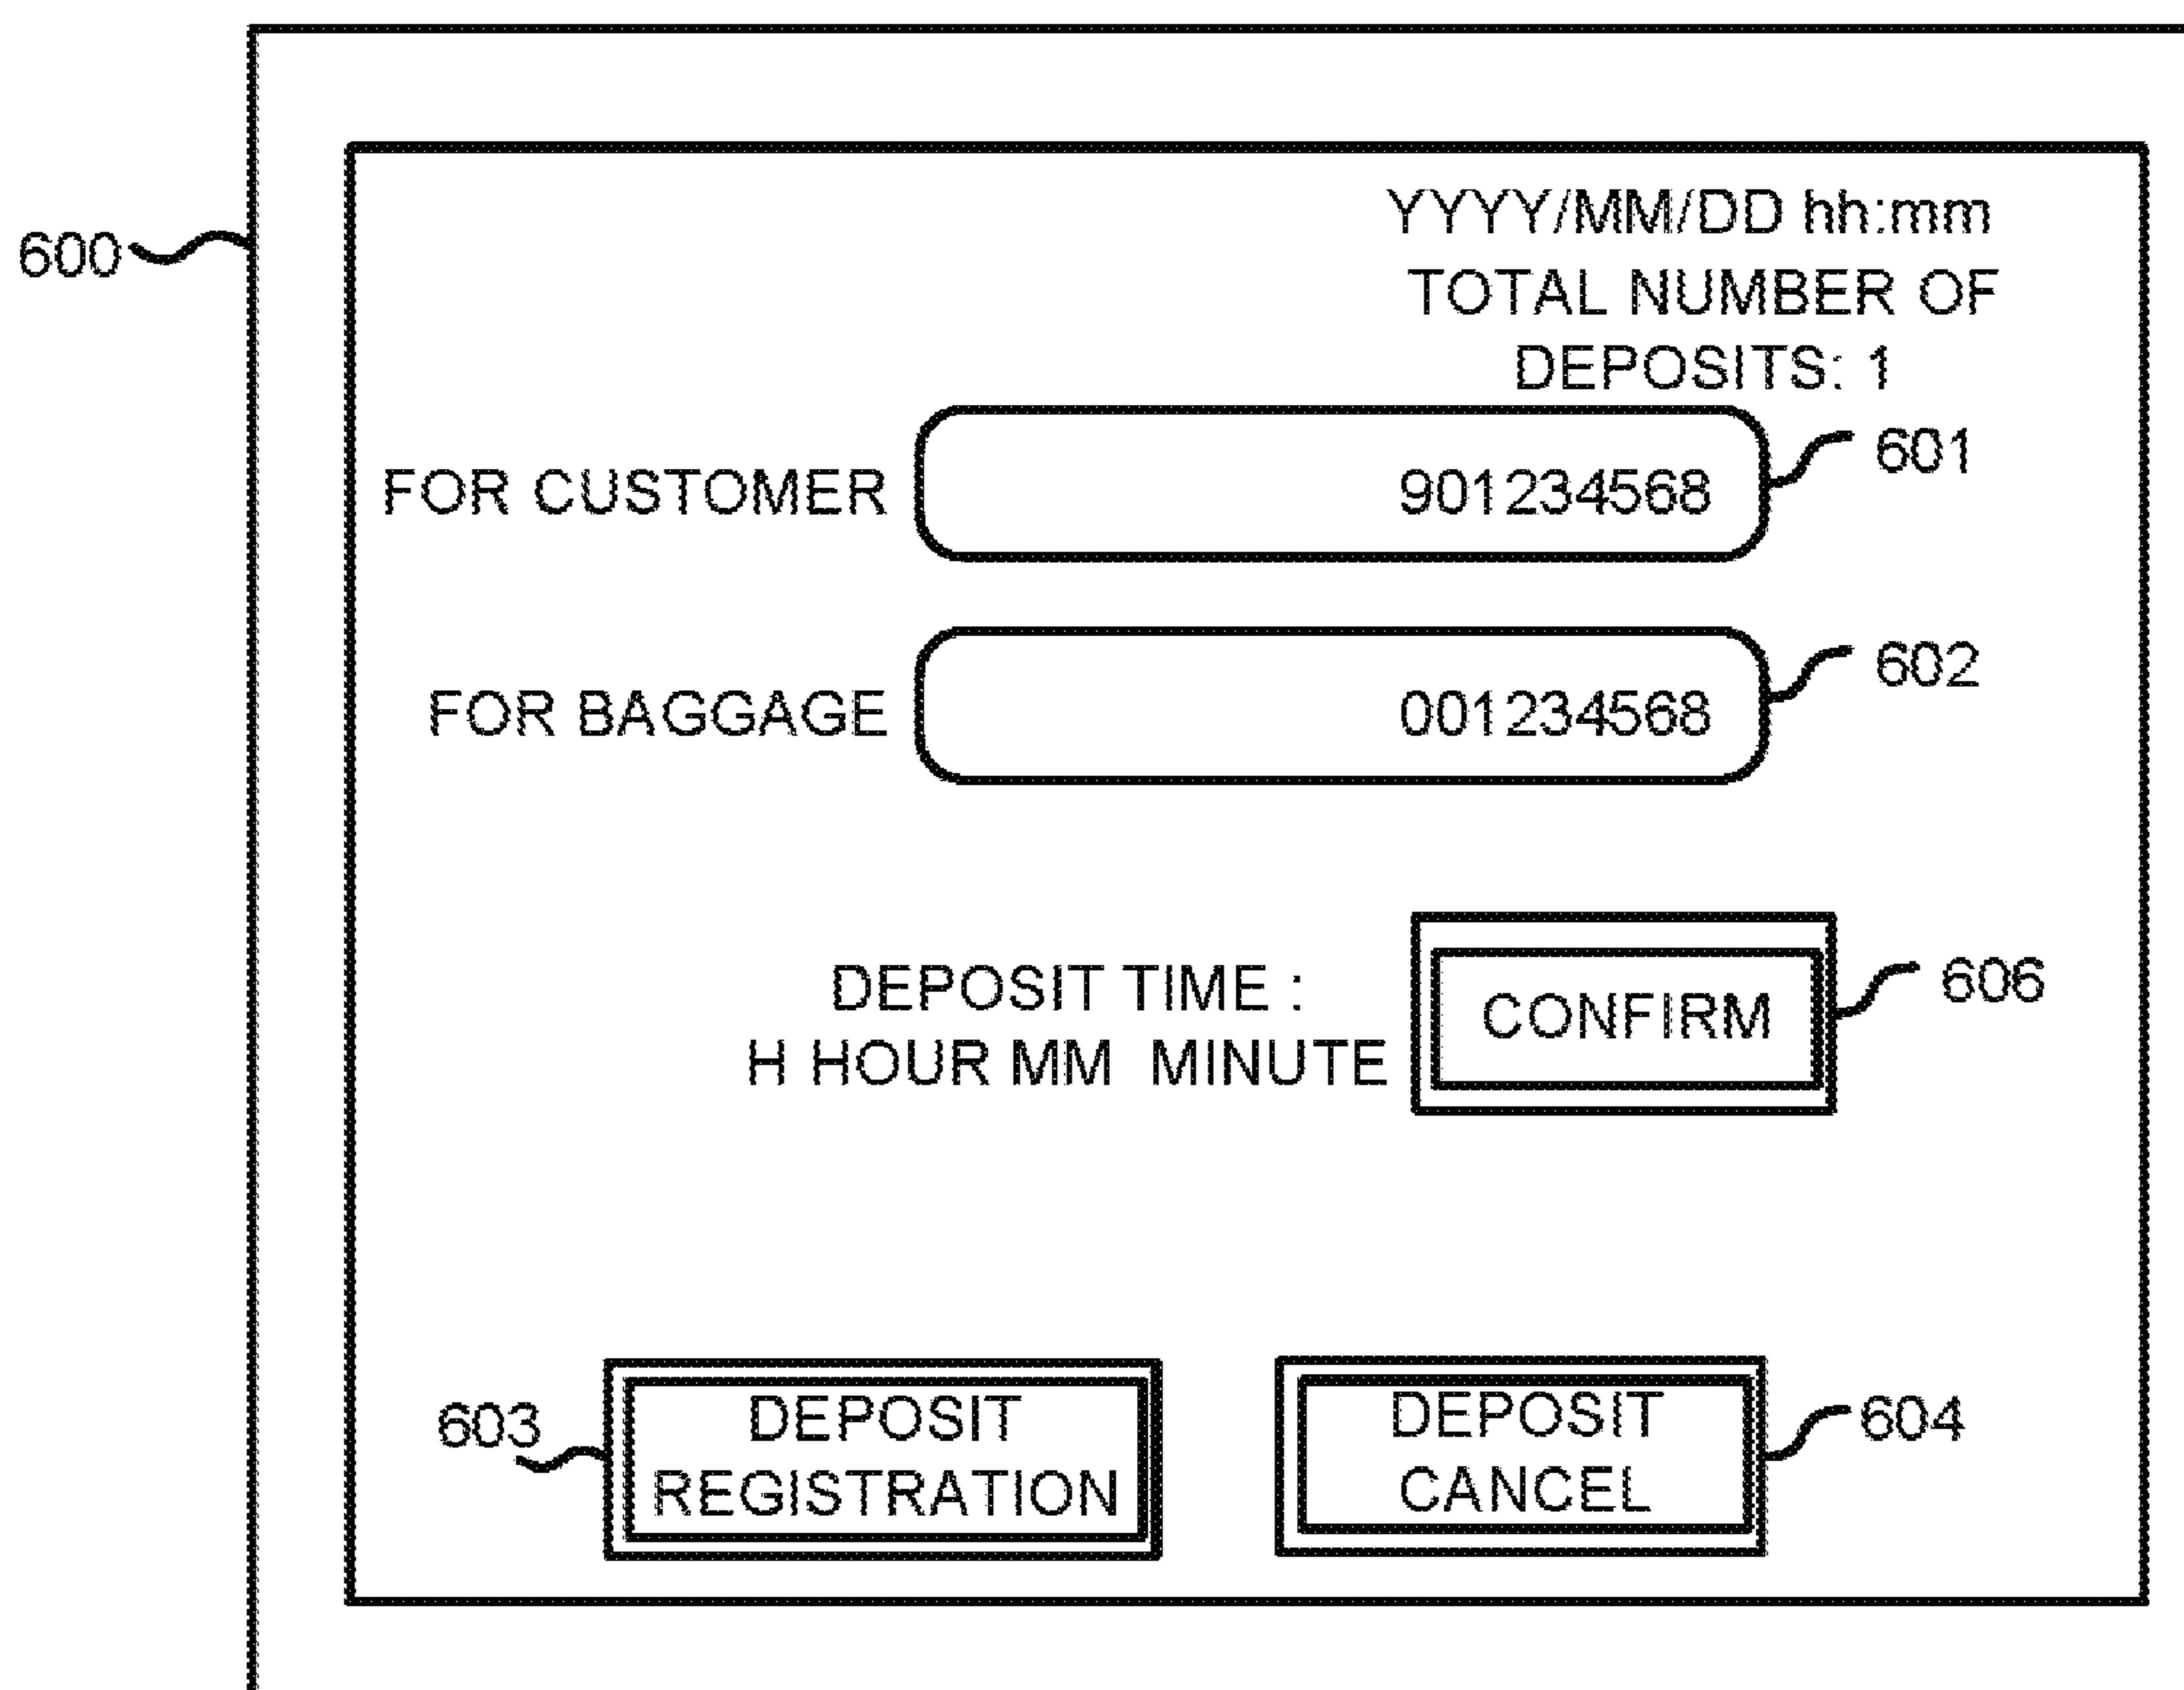 YYYY/MM/DD hh:mm
600
TOTAL NUMBER OF
DEPOSITS: 1
601
FOR CUSTOMER 901234568
602
FOR BAGGAGE 001234568
DEPOSIT TIME :
606
CONFIRM
H HOUR MM MINUTE
603
DEPOSIT
REGISTRATION
DEPOSIT
CANCEL
604